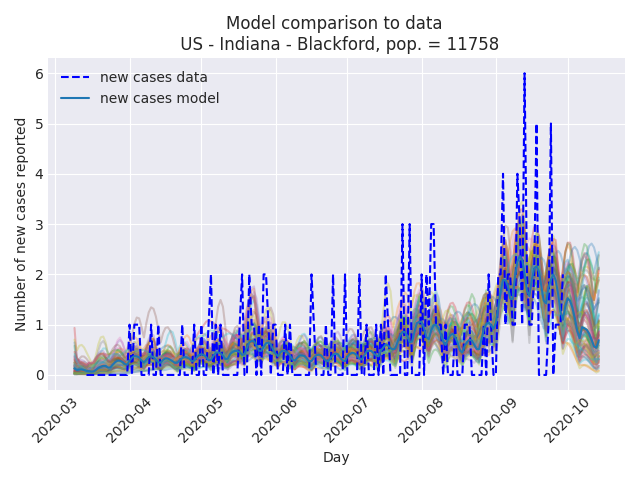 Model comparison to data
US - Indiana - Blackford, pop. = 11758
new cases data
new cases model
Number of new cases reported
6
5
4
3
2
1
0
2020-03
2020-04
2020-05
2020-06
2020-07
2020-08
2020-09
2020-10
Day